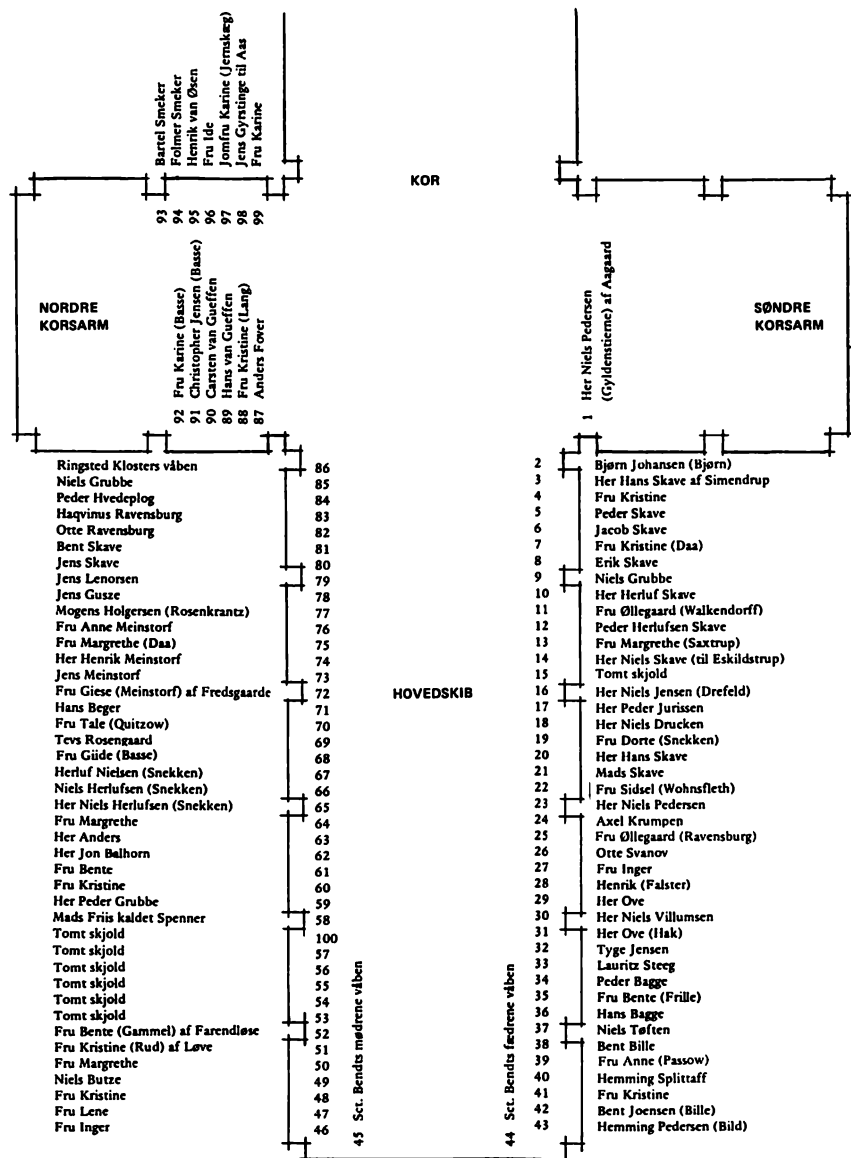 Bartel Smeker
Folmer Smeker
Henrik van Øsen
Fru Ide
Jomfru Karine (Jernskæg)
Jens Gyrstinge til Aas
Fru Karine
93
94
95
96
97
98
99
KOR
NORDRE
KORSARM
SØNDRE
KORSARM
92 Fru Karine (Basse)
91 Christopher Jensen (Basse)
90 Carsten van Gueffen
89 Hans van Gueffen
88 Fru Kristine (Lang)
87 Anders Fover
1 Her Niels Pedersen
(Gyldenstierne) af Aagaard
Ringsted Klosters våben 86
Niels Grubbe 85
Peder Hvedeplog 84
Haqvinus Ravensburg 83
Otte Ravensburg 82
Bent Skave 81
Jens Skave 80
Jens Lenorsen 79
Jens Gusze 78
Mogens Holgersen (Rosenkrantz) 77
Fru Anne Meinstorf 76
Fru Margrethe (Daa) 75
Her Henrik Meinstorf 74
Jens Meinstorf 73
Fru Giese (Meinstorf) af Fredsgaarde 72
Hans Beger 71
Fru Tale (Quitzow) 70
Tevs Rosengaard 69
Fru Güde (Basse) 68
Herluf Nielsen (Snekken) 67
Niels Herlufsen (Snekken) 66
Her Niels Herlufsen (Snekken) 65
Fru Margrethe 64
Her Anders 63
Her Jon Balhorn 62
Fru Bente 61
Fru Kristine 60
Her Peder Grubbe 59
Mads Friis kaldet Spenner 58
Tomt skjold 100
Tomt skjold 57
Tomt skjold 56
Tomt skjold 55
Tomt skjold 54
Tomt skjold 53
Fru Bente (Gammel) af Farendløse 52
Fru Kristine (Rud) af Løve 51
Fru Margrethe 50
Niels Butze 49
Fru Kristine 48
Fru Lene 47
Fru Inger 46
HOVEDSKIB
45 Sct. Bendts mødrene våben
44 Sct. Bendts fædrene våben
2 Bjørn Johansen (Bjørn)
3 Her Hans Skave af Simendrup
4 Fru Kristine
5 Peder Skave
6 Jacob Skave
7 Fru Kristine (Daa)
8 Erik Skave
9 Niels Grubbe
10 Her Herluf Skave
11 Fru Øllegaard (Walkendorff)
12 Peder Herlufsen Skave
13 Fru Margrethe (Saxtrup)
14 Her Niels Skave (til Eskildstrup)
15 Tomt skjold
16 Her Niels Jensen (Drefeld)
17 Her Peder Jurissen
18 Her Niels Drucken
19 Fru Dorte (Snekken)
20 Her Hans Skave
21 Mads Skave
22 Fru Sidsel (Wohnsfleth)
23 Her Niels Pedersen
24 Axel Krumpen
25 Fru Øllegaard (Ravensburg)
26 Otte Svanov
27 Fru Inger
28 Henrik (Falster)
29 Her Ove
30 Her Niels Villumsen
31 Her Ove (Hak)
32 Tyge Jensen
33 Lauritz Steeg
34 Peder Bagge
35 Fru Bente (Frille)
36 Hans Bagge
37 Niels Tøften
38 Bent Bille
39 Fru Anne (Passow)
40 Hemming Splittaff
41 Fru Kristine
42 Bent Joensen (Bille)
43 Hemming Pedersen (Bild)